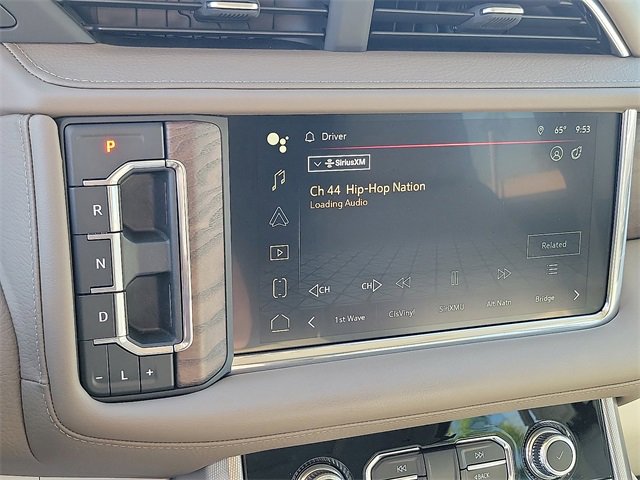 P
R
N
D
- L +
Driver 65° 9:53
SiriusXM
Ch 44 Hip-Hop Nation
Loading Audio
Related
CH CH
1st Wave ClsVinyl SiriXMU Alt Natn Bridge
BACK